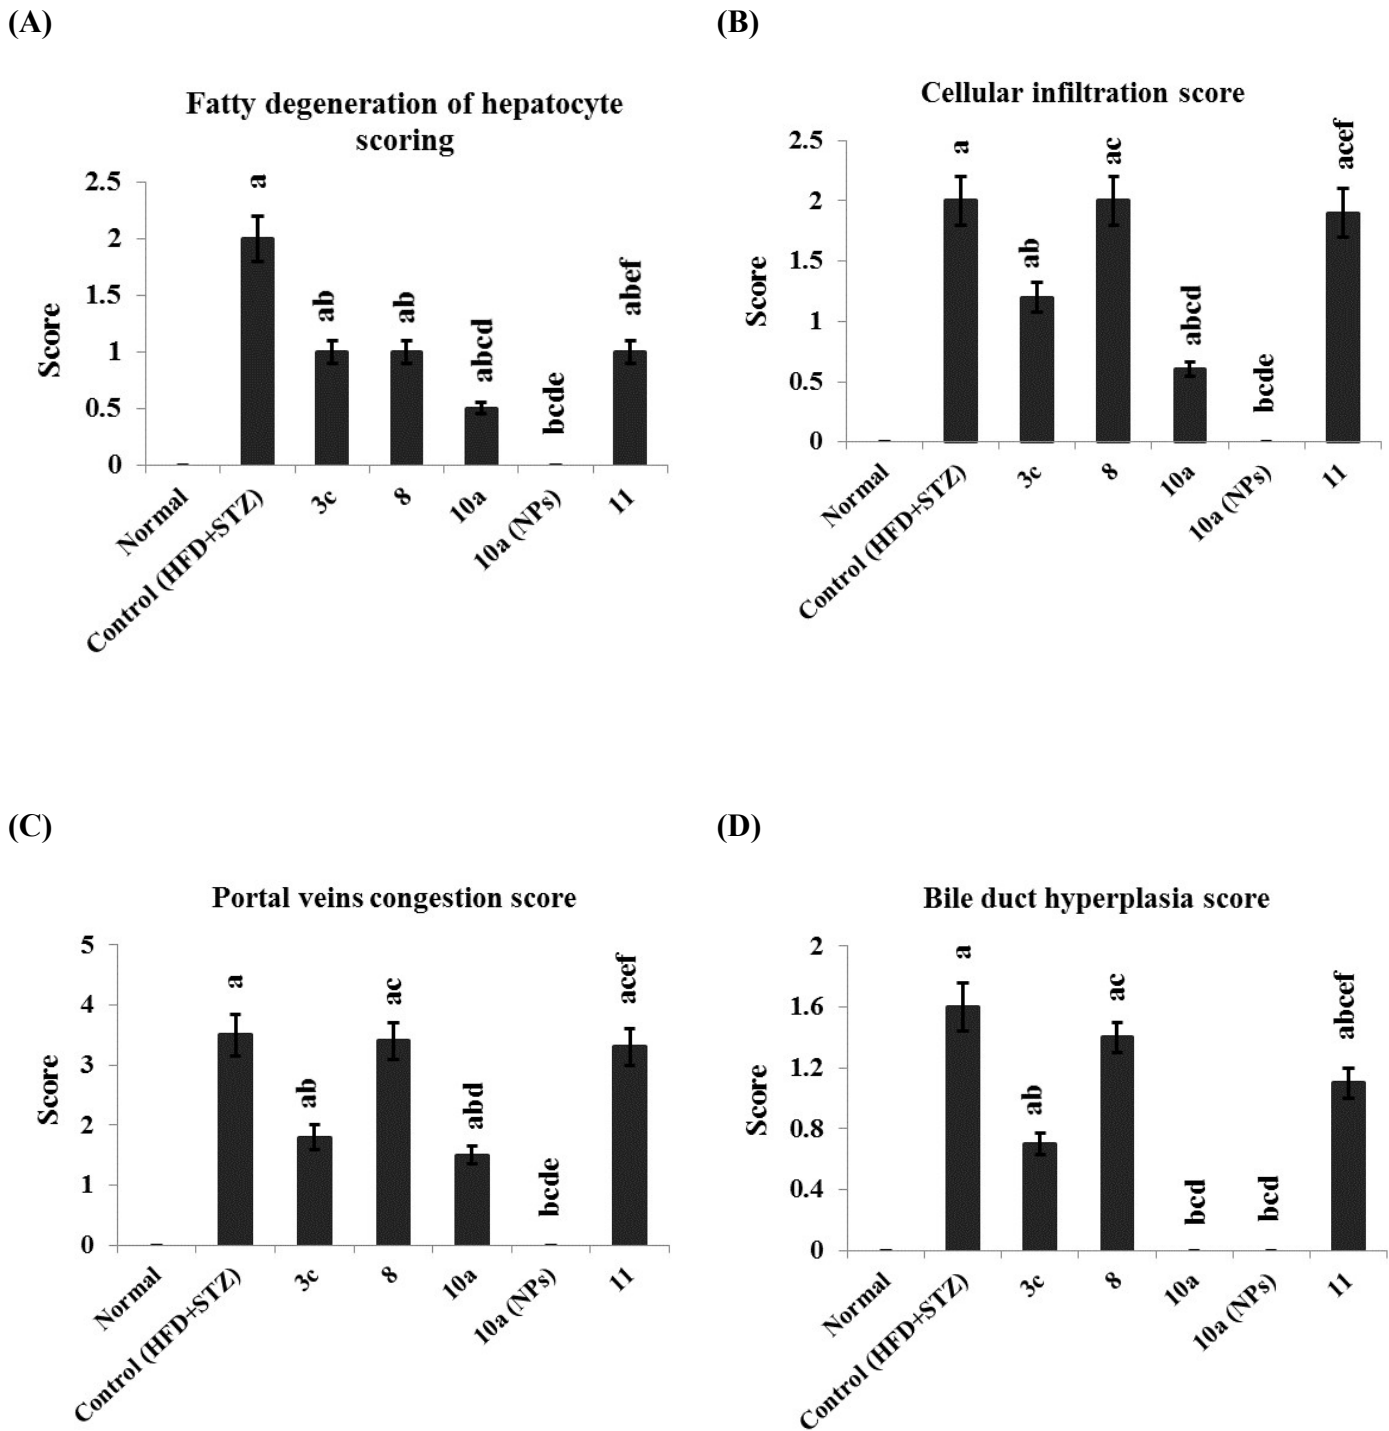 (A)
Fatty degeneration of hepatocyte
scoring
Score
2.5
2
1.5
1
0.5
0
a
ab
ab
abcd
bcde
abef
Normal
Control (HFD+STZ)
3c
8
10a
10a (NPs)
11
(B)
Cellular infiltration score
Score
2.5
2
1.5
1
0.5
0
a
ab
ac
abcd
bcde
acef
Normal
Control (HFD+STZ)
3c
8
10a
10a (NPs)
11
(C)
Portal veins congestion score
Score
5
4
3
2
1
0
a
ab
ac
abd
bcde
acef
Normal
Control (HFD+STZ)
3c
8
10a
10a (NPs)
11
(D)
Bile duct hyperplasia score
Score
2
1.6
1.2
0.8
0.4
0
a
ab
ac
bcd
bcd
abcef
Normal
Control (HFD+STZ)
3c
8
10a
10a (NPs)
11